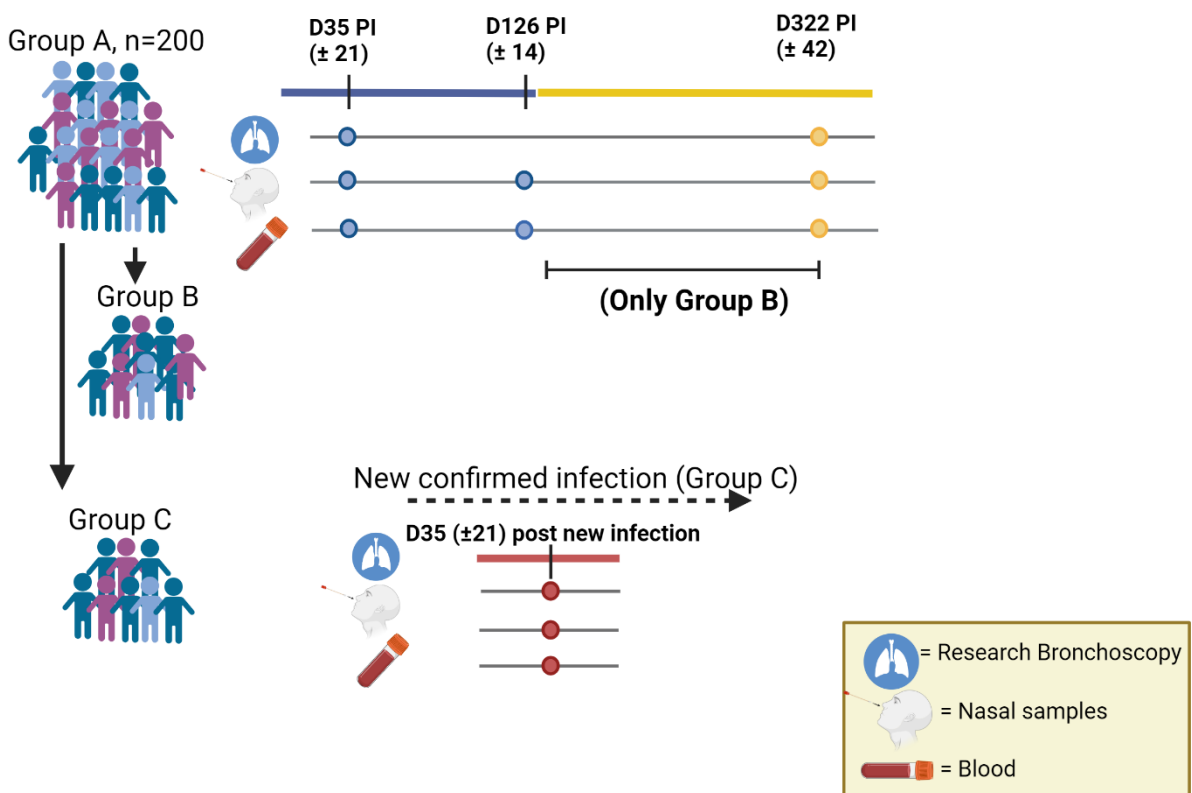 Group A, n=200
D35 PI
(± 21)
D126 PI
(± 14)
D322 PI
(± 42)
(Only Group B)
Group B
New confirmed infection (Group C)
Group C
D35 (±21) post new infection
= Research Bronchoscopy
= Nasal samples
= Blood